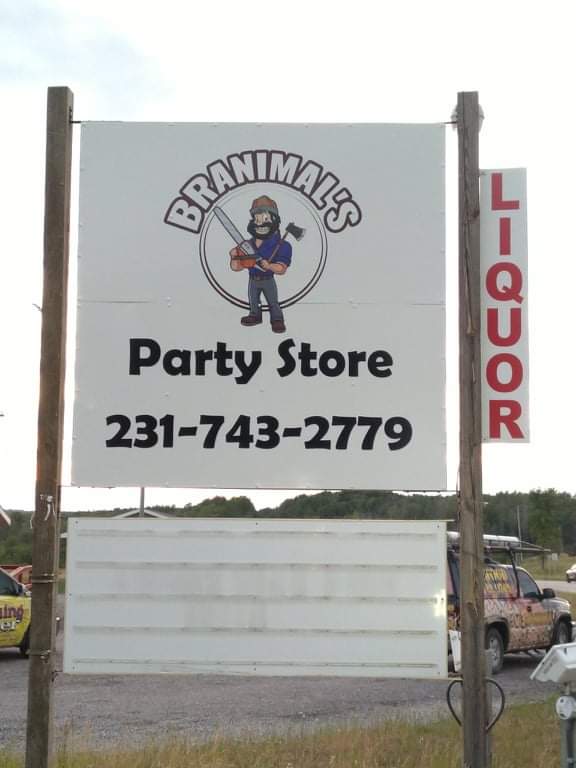 BRANIMAL'S
Party Store
231-743-2779
LIQUOR